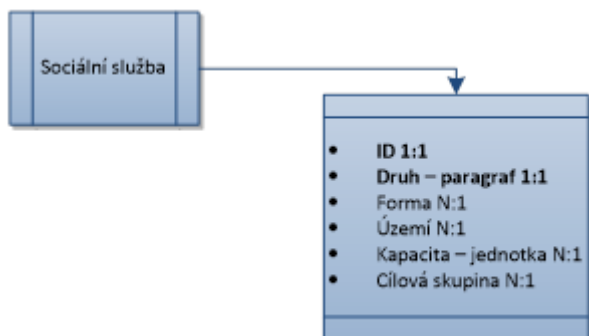 Sociální služba
• ID 1:1
• Druh – paragraf 1:1
• Forma N:1
• Území N:1
• Kapacita – jednotka N:1
• Cílová skupina N:1